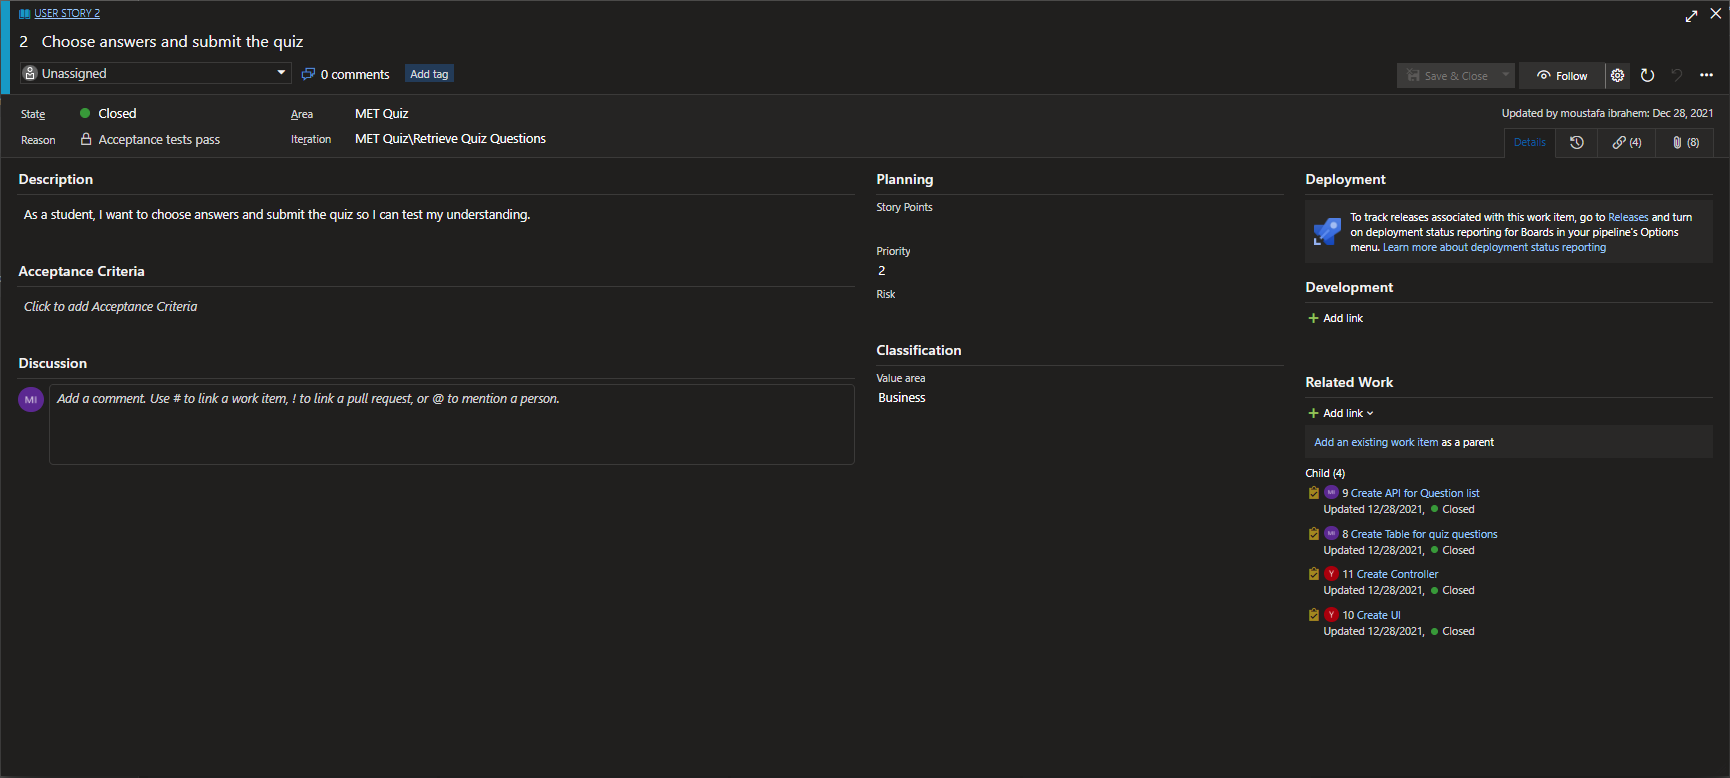 USER STORY 2
2 Choose answers and submit the quiz
Unassigned
0 comments
Add tag
Save & Close
Follow
State
Closed
Area
MET Quiz
Updated by moustafa ibrahem: Dec 28, 2021
Reason
Acceptance tests pass
Iteration
MET Quiz\Retrieve Quiz Questions
Details
(4)
(8)
Description
As a student, I want to choose answers and submit the quiz so I can test my understanding.
Acceptance Criteria
Click to add Acceptance Criteria
Discussion
MI
Add a comment. Use # to link a work item, ! to link a pull request, or @ to mention a person.
Planning
Story Points
Priority
2
Risk
Classification
Value area
Business
Deployment
To track releases associated with this work item, go to Releases and turn
on deployment status reporting for Boards in your pipeline's Options
menu. Learn more about deployment status reporting
Development
Add link
Related Work
Add link
Add an existing work item as a parent
Child (4)
MI 9 Create API for Question list
Updated 12/28/2021, Closed
MI 8 Create Table for quiz questions
Updated 12/28/2021, Closed
Y 11 Create Controller
Updated 12/28/2021, Closed
Y 10 Create UI
Updated 12/28/2021, Closed